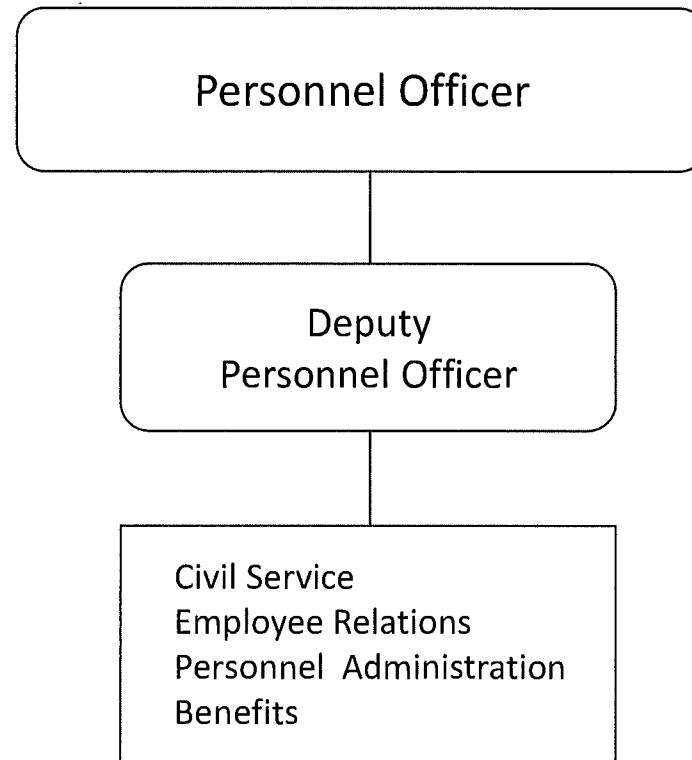 Personnel Officer
Deputy
Personnel Officer
Civil Service
Employee Relations
Personnel Administration
Benefits